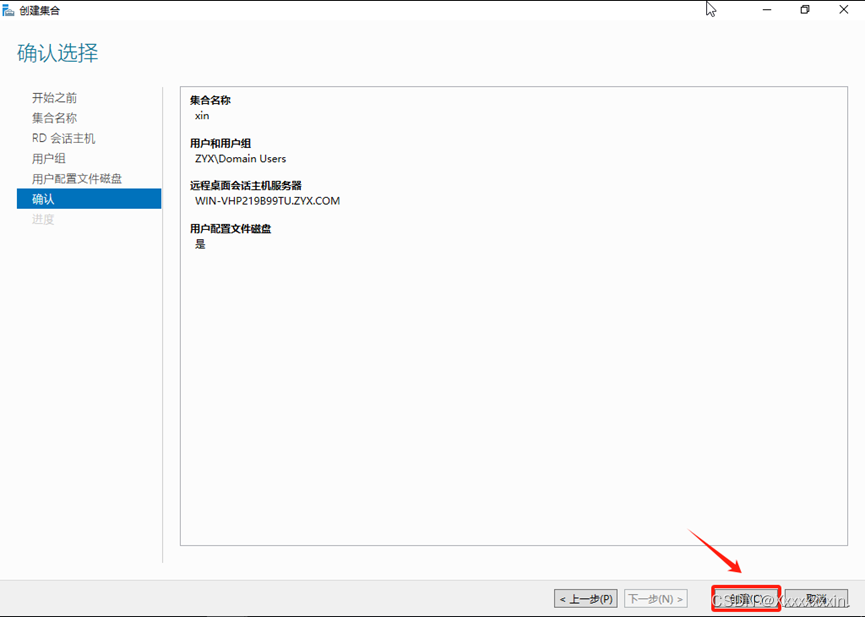 创建集合
确认选择
开始之前
集合名称
RD 会话主机
用户组
用户配置文件磁盘
确认
进度
集合名称
xin
用户和用户组
ZYX\Domain Users
远程桌面会话主机服务器
WIN-VHP219B99TU.ZYX.COM
用户配置文件磁盘
是
< 上一步(P)
下一步(N) >
创建(C)
取消